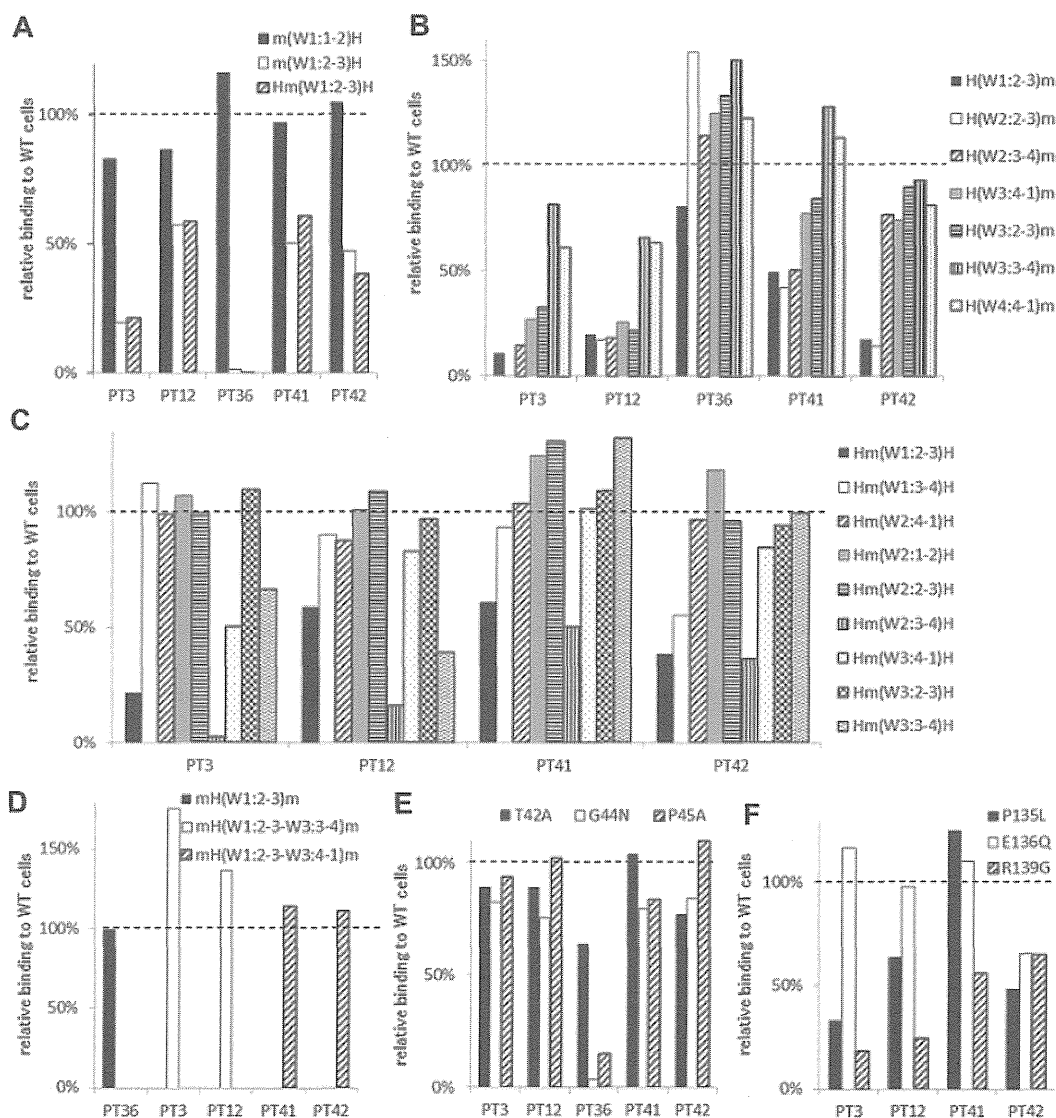 A
m(W1:1-2)H
m(W1:2-3)H
Hm(W1:2-3)H
relative binding to WT cells
100%
50%
0%
PT3 PT12 PT36 PT41 PT42
B
H(W1:2-3)m
H(W2:2-3)m
H(W2:3-4)m
H(W3:4-1)m
H(W3:2-3)m
H(W3:3-4)m
H(W4:4-1)m
relative binding to WT cells
150%
100%
50%
0%
PT3 PT12 PT36 PT41 PT42
C
Hm(W1:2-3)H
Hm(W1:3-4)H
Hm(W2:4-1)H
Hm(W2:1-2)H
Hm(W2:2-3)H
Hm(W2:3-4)H
Hm(W3:4-1)H
Hm(W3:2-3)H
Hm(W3:3-4)H
relative binding to WT cells
100%
50%
0%
PT3 PT12 PT41 PT42
D
mH(W1:2-3)m
mH(W1:2-3-W3:3-4)m
mH(W1:2-3-W3:4-1)m
relative binding to WT cells
150%
100%
50%
0%
PT36 PT3 PT12 PT41 PT42
E
T42A G44N P45A
relative binding to WT cells
100%
50%
0%
PT3 PT12 PT36 PT41 PT42
F
P135L
E136Q
R139G
relative binding to WT cells
100%
50%
0%
PT3 PT12 PT41 PT42